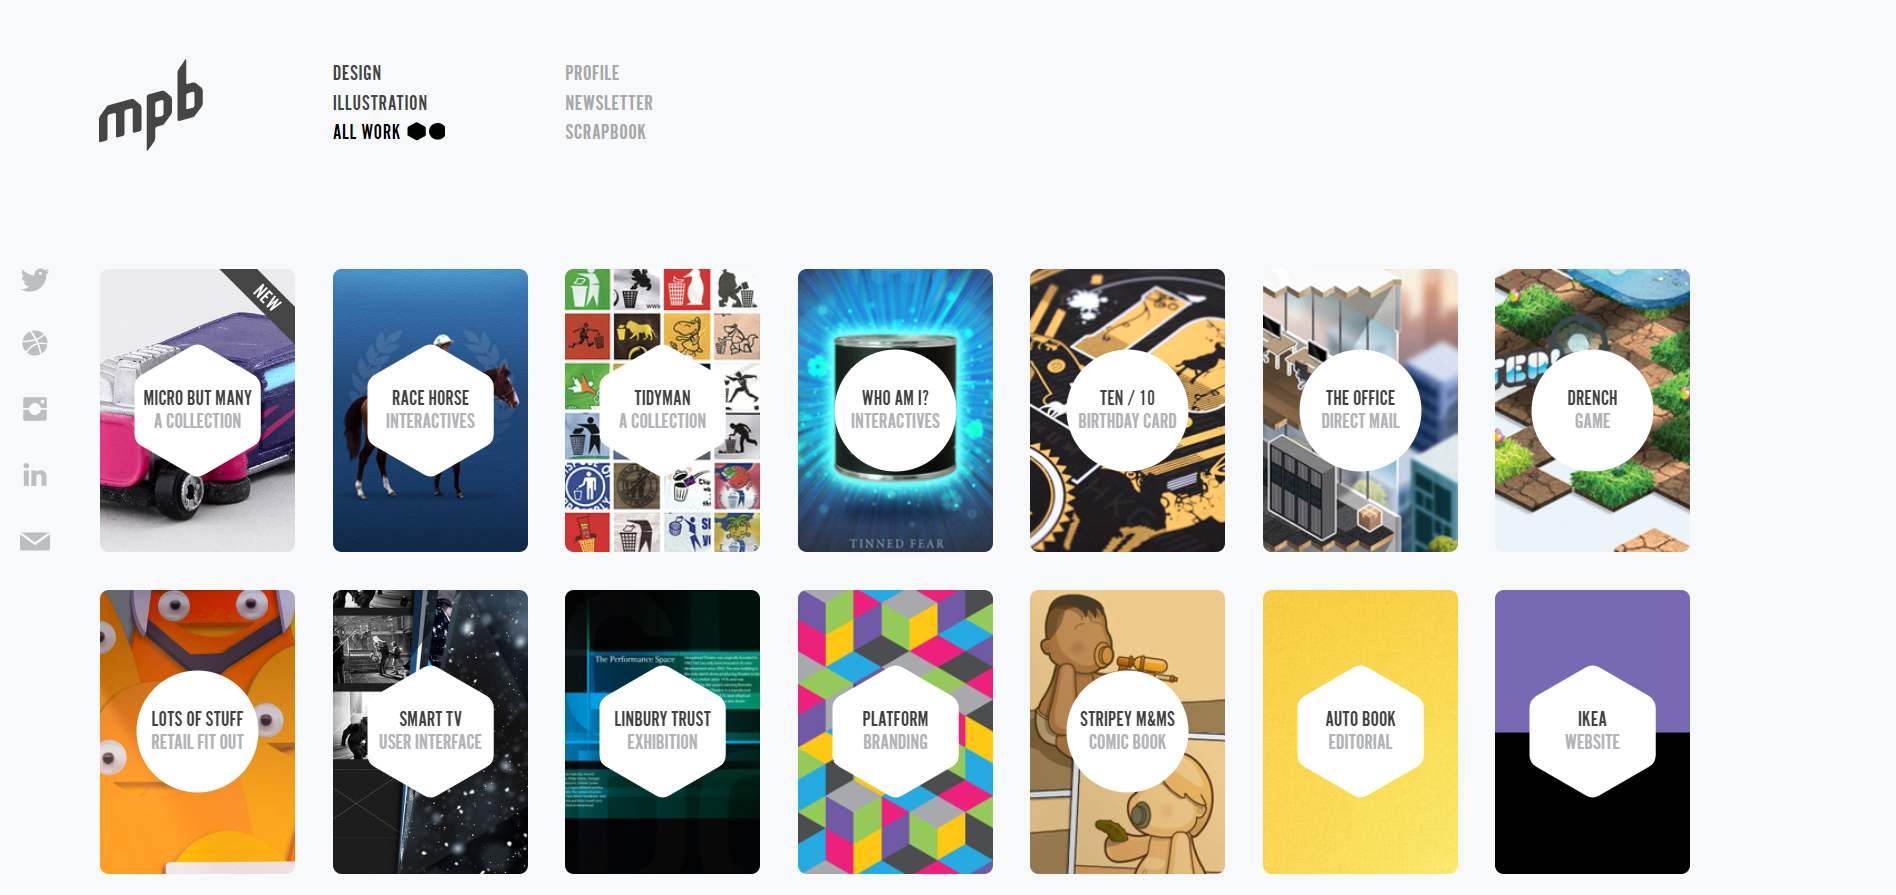 mpb
DESIGN
ILLUSTRATION
ALL WORK
PROFILE
NEWSLETTER
SCRAPBOOK
NEW
MICRO BUT MANY
A COLLECTION
RACE HORSE
INTERACTIVES
TIDYMAN
A COLLECTION
WHO AM I?
INTERACTIVES
TINNED FEAR
TEN / 10
BIRTHDAY CARD
THE OFFICE
DIRECT MAIL
DRENCH
GAME
LOTS OF STUFF
RETAIL FIT OUT
SMART TV
USER INTERFACE
The Performance Space
LINBURY TRUST
EXHIBITION
PLATFORM
BRANDING
STRIPEY M&MS
COMIC BOOK
AUTO BOOK
EDITORIAL
IKEA
WEBSITE